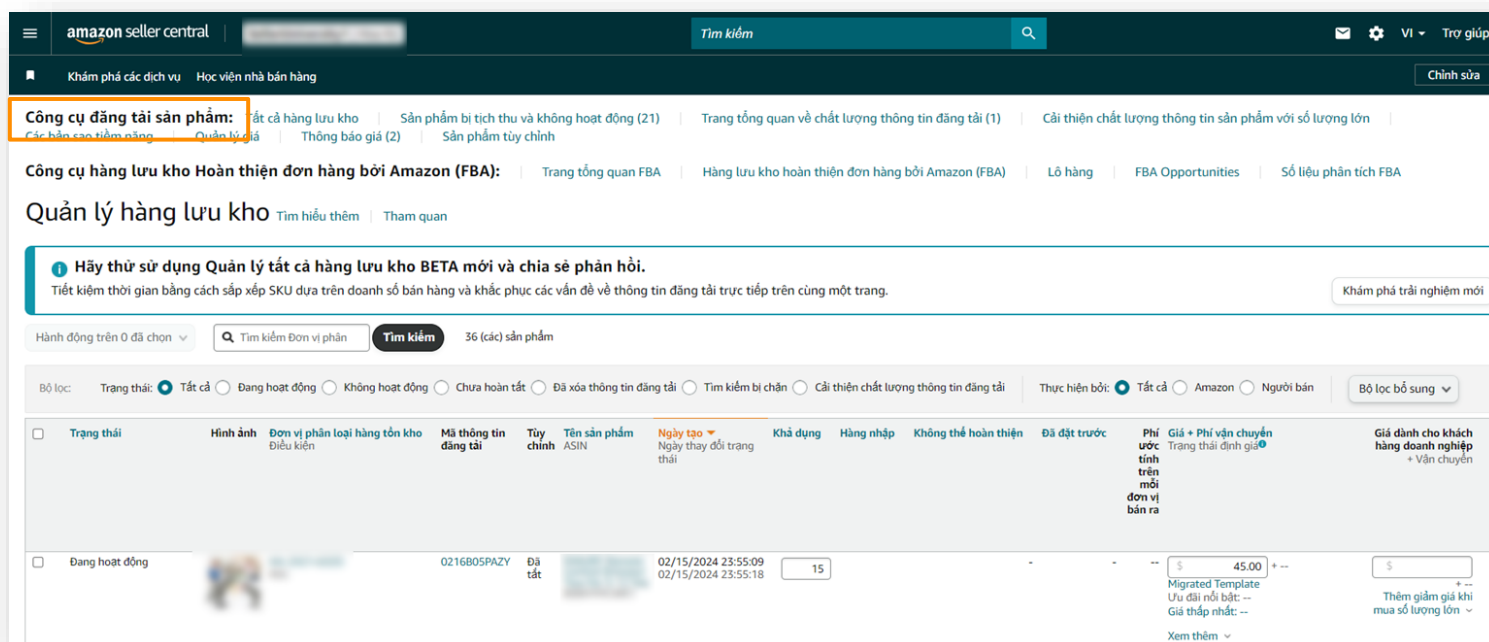 amazon seller central
Tìm kiếm
VI
Trợ giúp
Khám phá các dịch vụ Học viện nhà bán hàng
Chỉnh sửa
Công cụ đăng tải sản phẩm: Tất cả hàng lưu kho Sản phẩm bị tịch thu và không hoạt động (21) Trang tổng quan về chất lượng thông tin đăng tải (1) Cải thiện chất lượng thông tin sản phẩm với số lượng lớn
Các bản sao tiềm năng Quản lý giá Thông báo giá (2) Sản phẩm tùy chỉnh
Công cụ hàng lưu kho Hoàn thiện đơn hàng bởi Amazon (FBA): Trang tổng quan FBA Hàng lưu kho hoàn thiện đơn hàng bởi Amazon (FBA) Lô hàng FBA Opportunities Số liệu phân tích FBA
Quản lý hàng lưu kho Tìm hiểu thêm Tham quan
Hãy thử sử dụng Quản lý tất cả hàng lưu kho BETA mới và chia sẻ phản hồi.
Tiết kiệm thời gian bằng cách sắp xếp SKU dựa trên doanh số bán hàng và khắc phục các vấn đề về thông tin đăng tải trực tiếp trên cùng một trang.
Khám phá trải nghiệm mới
Hành động trên 0 đã chọn
Tìm kiếm Đơn vị phân
Tìm kiếm
36 (các) sản phẩm
Bộ lọc: Trạng thái: Tất cả Đang hoạt động Không hoạt động Chưa hoàn tất Đã xóa thông tin đăng tải Tìm kiếm bị chặn Cải thiện chất lượng thông tin đăng tải Thực hiện bởi: Tất cả Amazon Người bán
Bộ lọc bổ sung
Trạng thái
Hình ảnh
Đơn vị phân loại hàng tồn kho
Điều kiện
Mã thông tin
đăng tải
Tùy
chỉnh
Tên sản phẩm
ASIN
Ngày tạo
Ngày thay đổi trạng
thái
Khả dụng
Hàng nhập
Không thể hoàn thiện
Đã đặt trước
Phí
ước
tính
trên
mỗi
đơn vị
bán ra
Giá + Phí vận chuyển
Trạng thái định giá
Giá dành cho khách
hàng doanh nghiệp
+ Vận chuyển
Đang hoạt động
0216B05PAZY
Đã
tắt
02/15/2024 23:55:09
02/15/2024 23:55:18
15
-
-
--
$ 45.00 + --
Migrated Template
Ưu đãi nổi bật: --
Giá thấp nhất: --
Xem thêm
$
+ --
Thêm giảm giá khi
mua số lượng lớn